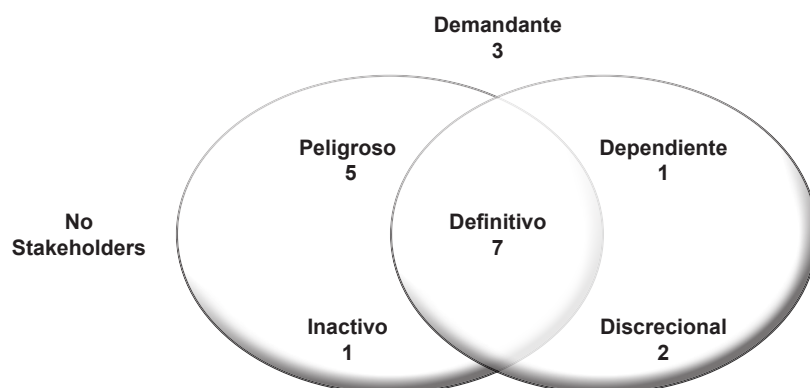 Demandante
3
Peligroso
5
Dependiente
1
No
Stakeholders
Definitivo
7
Inactivo
1
Discrecional
2